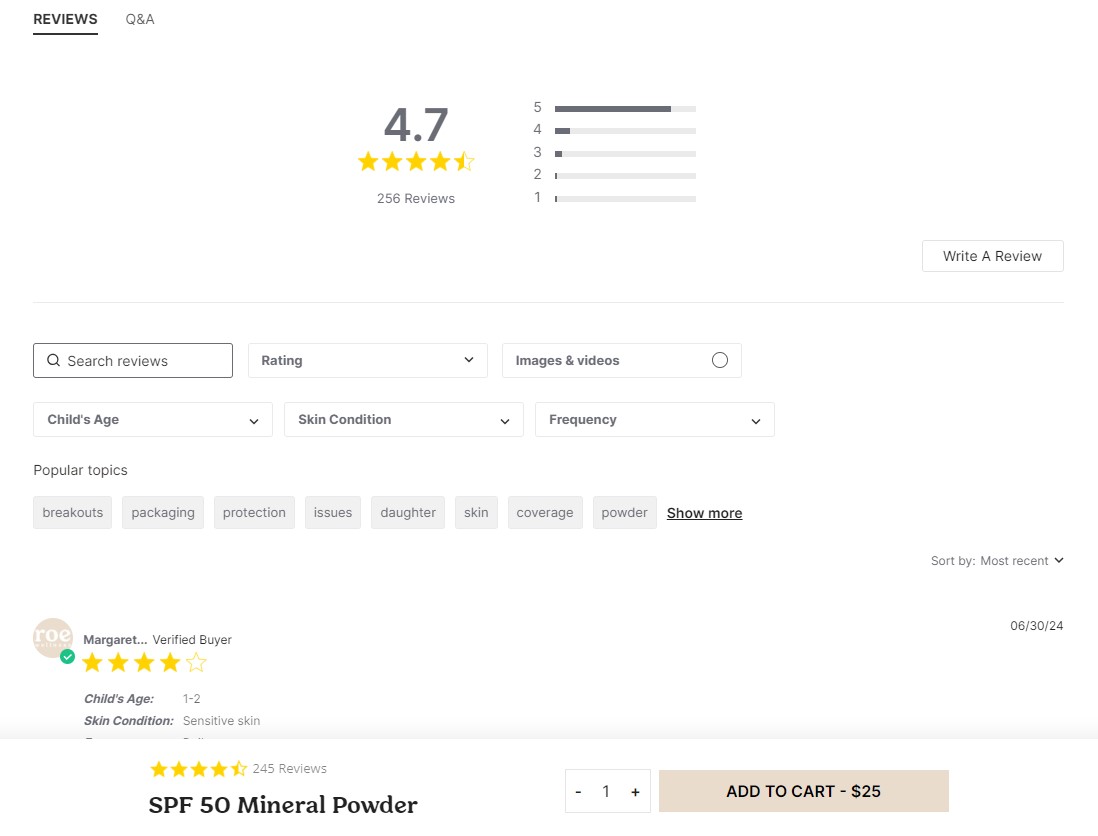 REVIEWS Q&A
4.7
256 Reviews
5
4
3
2
1
Write A Review
Search reviews Rating Images & videos
Child's Age Skin Condition Frequency
Popular topics
breakouts packaging protection issues daughter skin coverage powder Show more
Sort by: Most recent
roe
Margaret... Verified Buyer 06/30/24
Child's Age: 1-2
Skin Condition: Sensitive skin
245 Reviews
SPF 50 Mineral Powder
- 1 + ADD TO CART - $25